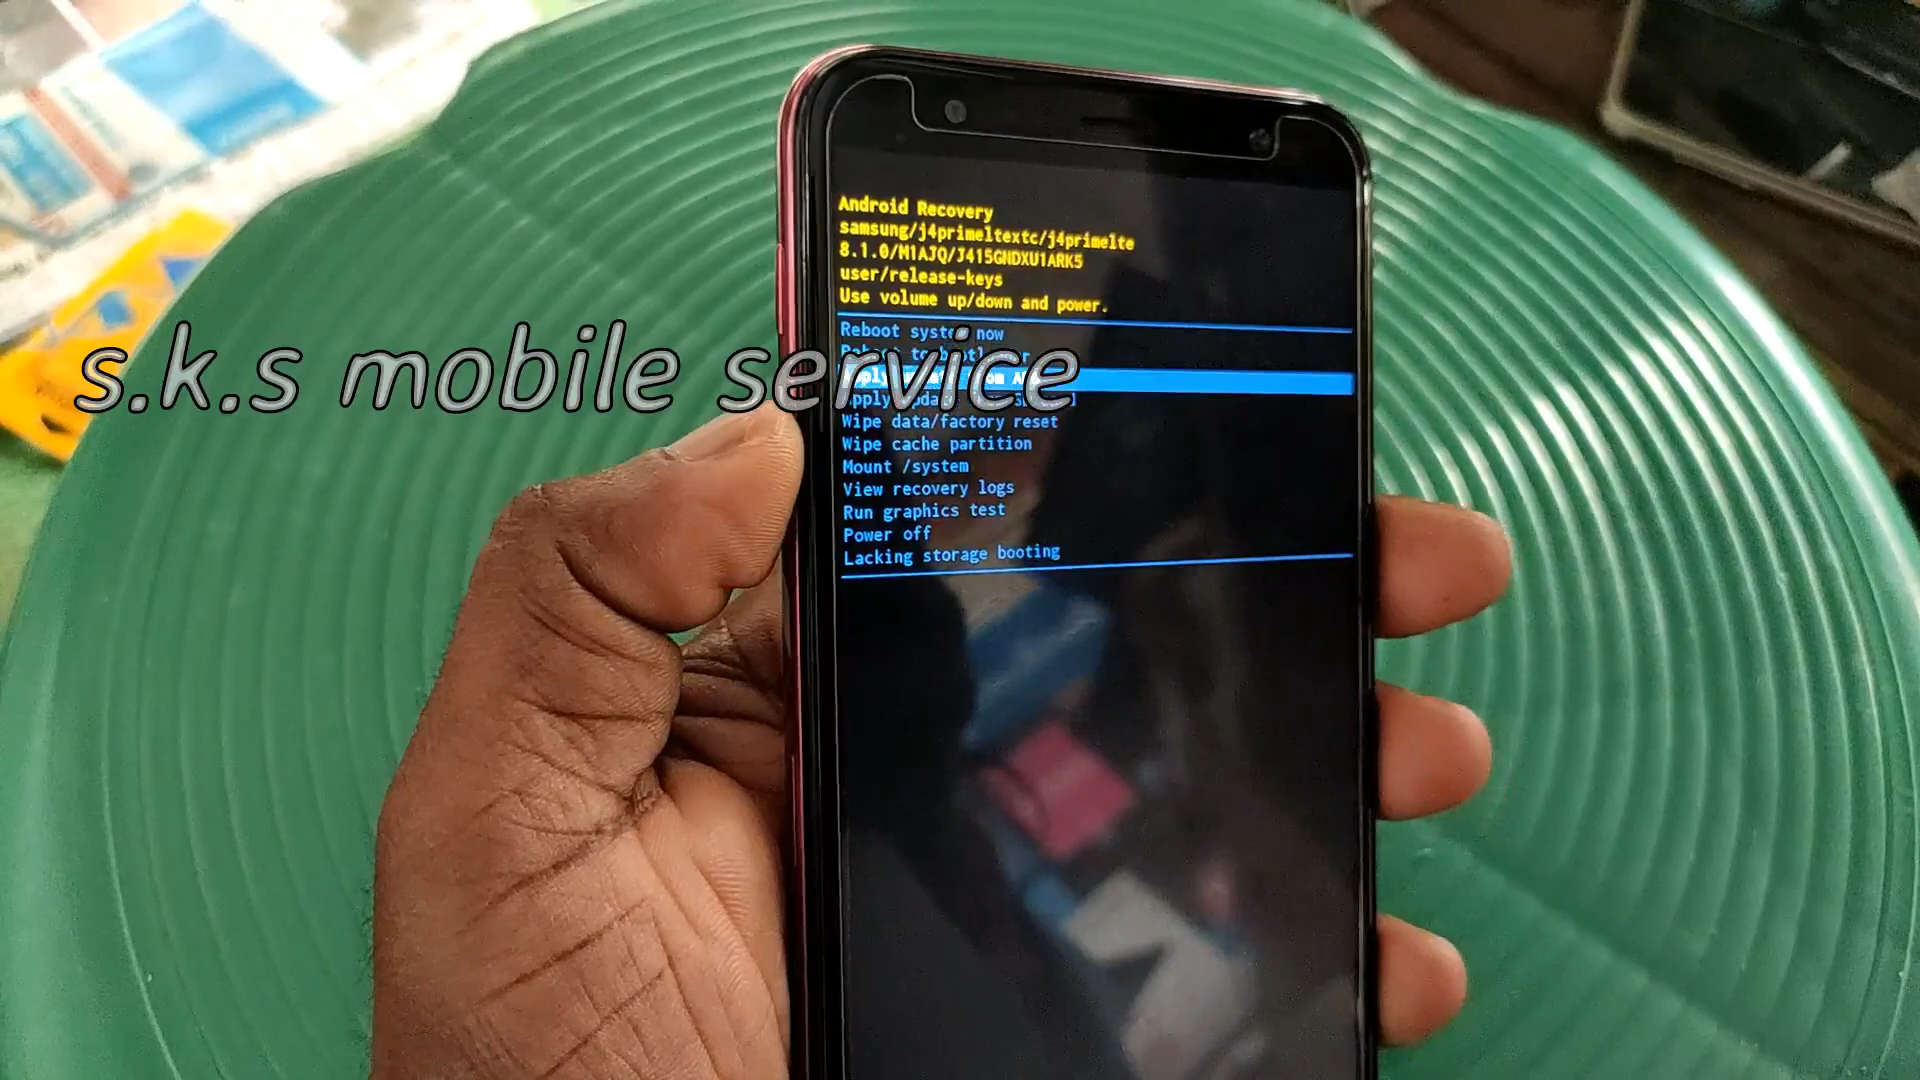 Android Recovery
samsung/j4primeltextc/j4primelte
8.1.0/M1AJQ/J415GNDXU1ARK5
user/release-keys
Use volume up/down and power.
Reboot system now
s.k.s mobile service
Wipe data/factory reset
Wipe cache partition
Mount /system
View recovery logs
Run graphics test
Power off
Lacking storage booting